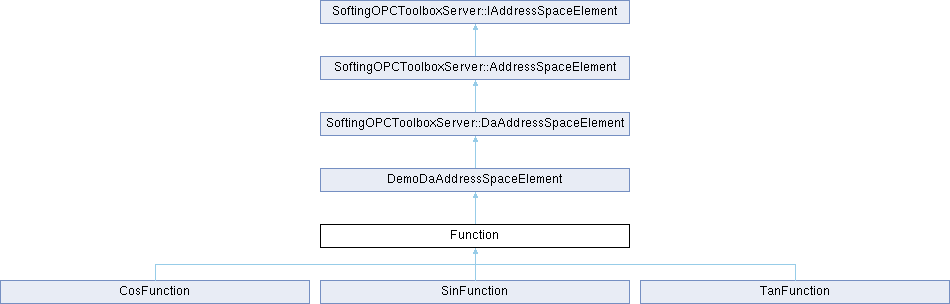 SoftingOPCToolboxServer::IAddressSpaceElement
SoftingOPCToolboxServer::AddressSpaceElement
SoftingOPCToolboxServer::DaAddressSpaceElement
DemoDaAddressSpaceElement
Function
CosFunction
SinFunction
TanFunction